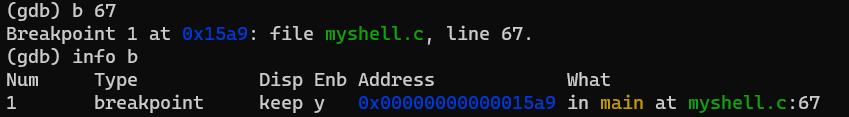 (gdb) b 67
Breakpoint 1 at 0x15a9: file myshell.c, line 67.
(gdb) info b
Num     Type           Disp Enb Address            What
1       breakpoint     keep y   0x00000000000015a9 in main at myshell.c:67